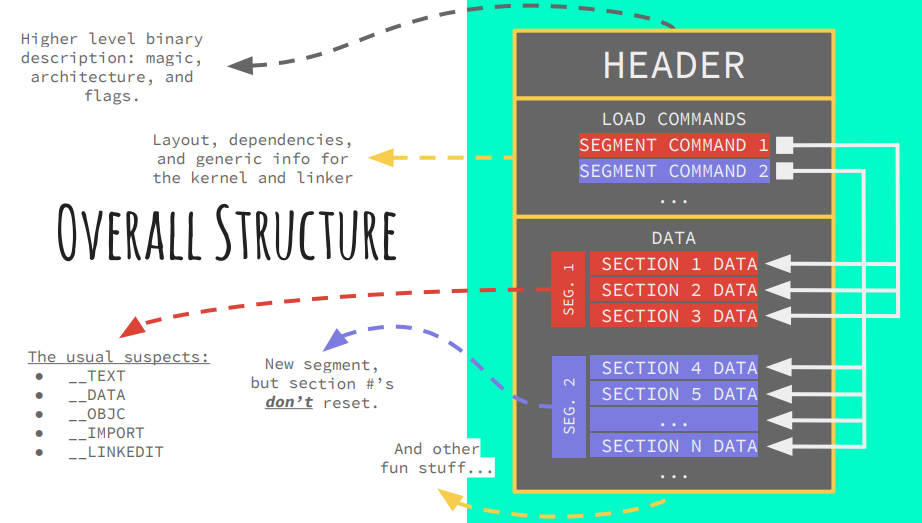 Higher level binary
description: magic,
architecture, and
flags.
Layout, dependencies,
and generic info for
the kernel and linker
OVERALL STRUCTURE
The usual suspects:
● __TEXT
● __DATA
● __OBJC
● __IMPORT
● __LINKEDIT
New segment,
but section #’s
don’t reset.
And other
fun stuff...
HEADER
LOAD COMMANDS
SEGMENT COMMAND 1
SEGMENT COMMAND 2
...
DATA
SEG. 1
SECTION 1 DATA
SECTION 2 DATA
SECTION 3 DATA
SEG. 2
SECTION 4 DATA
SECTION 5 DATA
...
SECTION N DATA
...